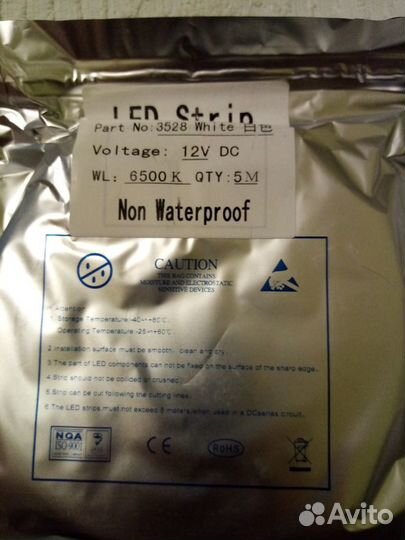 LED Strip
Part No: 3528 White 白色
Voltage: 12V DC
WL: 6500K QTY: 5M
Non Waterproof
CAUTION
THIS BAG CONTAINS
MOISTURE AND ELECTROSTATIC
SENSITIVE DEVICES
Attention
1. Storage Temperature:-40~+80°C.
Operating Temperature:-25~+60°C.
2. Installation surface must be smooth, clean and dry.
3. The part of LED components can not be fixed on the surface of the sharp edge.
4. Strip should not be collided or crushed.
5. Strip can be cut following the cutting lines.
6. The LED strips must not exceed 5 meters when used in a DC series circuit.
NQA
ISO 9001
CE
RoHS
Avito